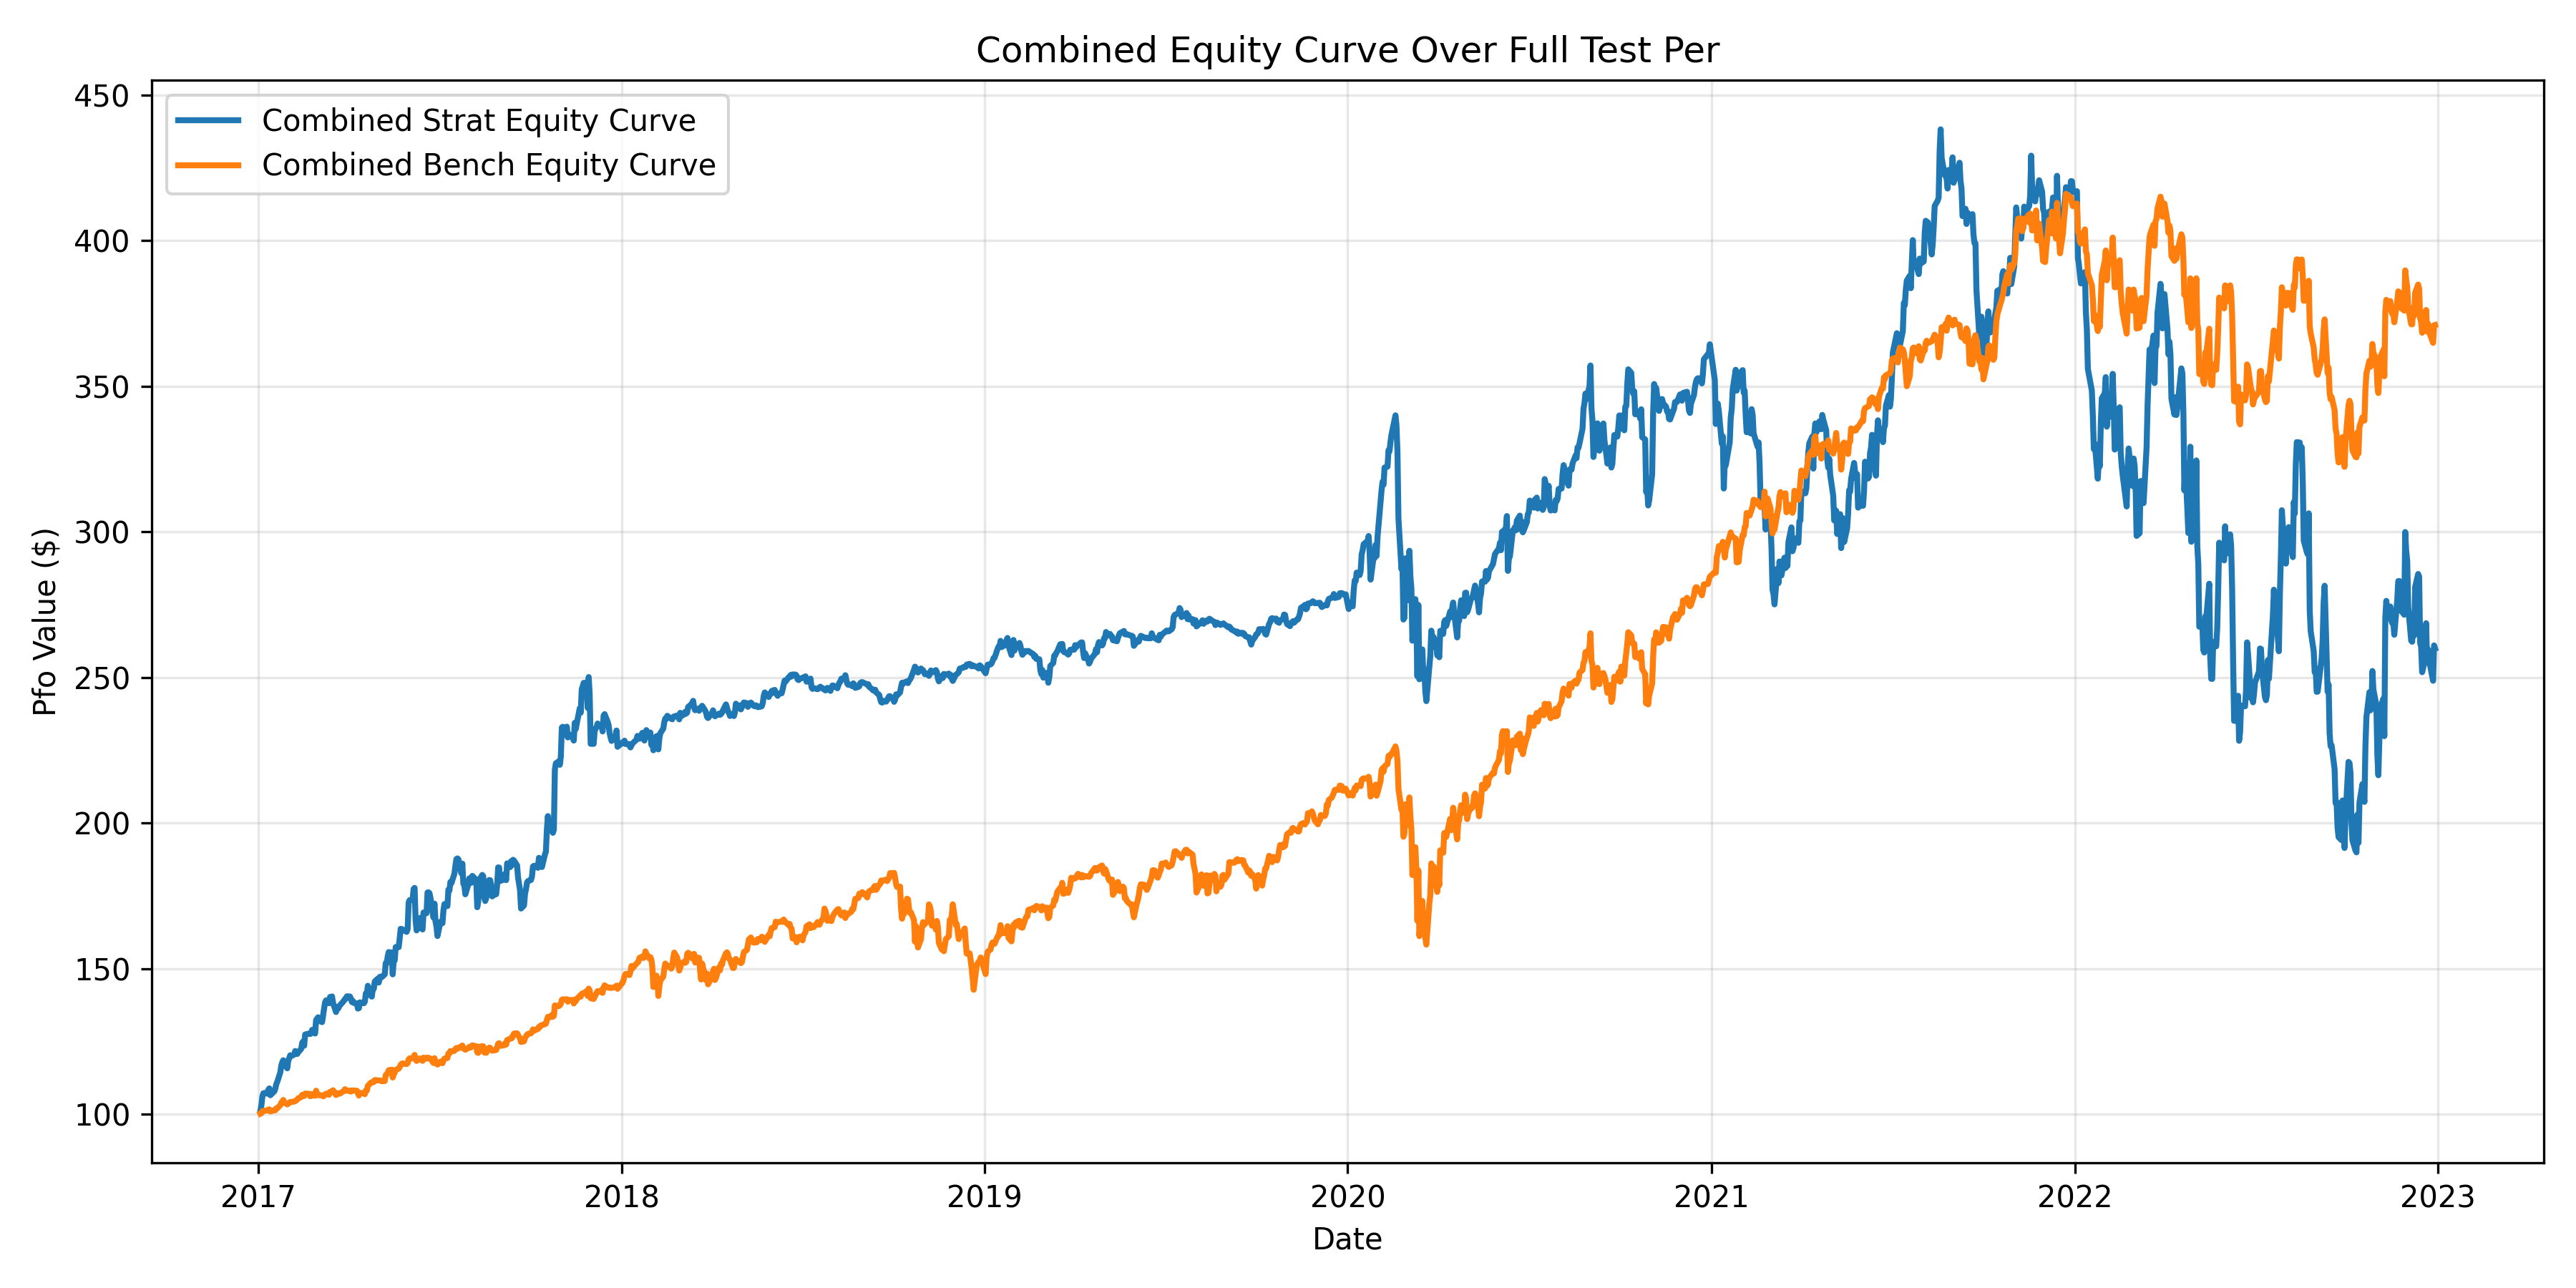 Combined Equity Curve Over Full Test Per
Combined Strat Equity Curve
Combined Bench Equity Curve
Pfo Value ($)
450
400
350
300
250
200
150
100
2017 2018 2019 2020 2021 2022 2023
Date